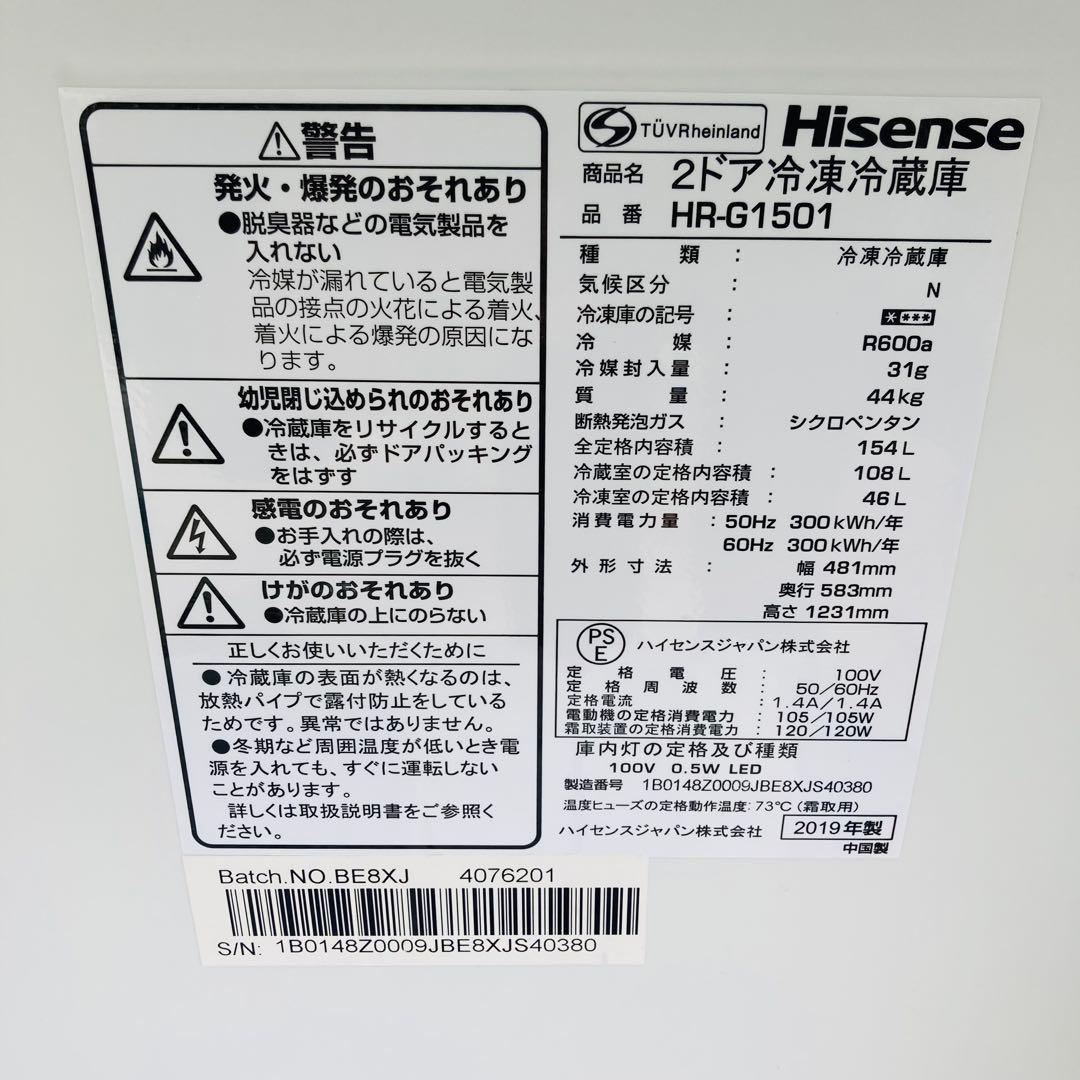 警告
発火・爆発のおそれあり
●脱臭器などの電気製品を
入れない
冷媒が漏れていると電気製
品の接点の火花による着火、
着火による爆発の原因にな
ります。
幼児閉じ込められのおそれあり
●冷蔵庫をリサイクルすると
きは、必ずドアパッキング
をはずす
感電のおそれあり
●お手入れの際は、
必ず電源プラグを抜く
けがのおそれあり
●冷蔵庫の上にのらない
正しくお使いいただくために
●冷蔵庫の表面が熱くなるのは、
放熱パイプで露付防止をしている
ためです。異常ではありません。
●冬期など周囲温度が低いとき電
源を入れても、すぐに運転しない
ことがあります。
詳しくは取扱説明書をご参照く
ださい。
TÜVRheinland
Hisense
商品名 2ドア冷凍冷蔵庫
品番 HR-G1501
種類： 冷凍冷蔵庫
気候区分： N
冷凍庫の記号： * ***
冷媒： R600a
冷媒封入量： 31g
質量： 44kg
断熱発泡ガス： シクロペンタン
全定格内容積： 154L
冷蔵室の定格内容積： 108L
冷凍室の定格内容積： 46L
消費電力量：50Hz 300kWh/年
60Hz 300kWh/年
外形寸法： 幅 481mm
奥行 583mm
高さ 1231mm
PS
E
ハイセンスジャパン株式会社
定格電圧： 100V
定格周波数： 50/60Hz
定格電流：1.4A/1.4A
電動機の定格消費電力：105/105W
霜取装置の定格消費電力：120/120W
庫内灯の定格及び種類
100V 0.5W LED
製造番号 1B0148Z0009JBE8XJS40380
温度ヒューズの定格動作温度：73℃(霜取用)
ハイセンスジャパン株式会社 2019年製
中国製
Batch.NO.BE8XJ 4076201
S/N: 1B0148Z0009JBE8XJS40380